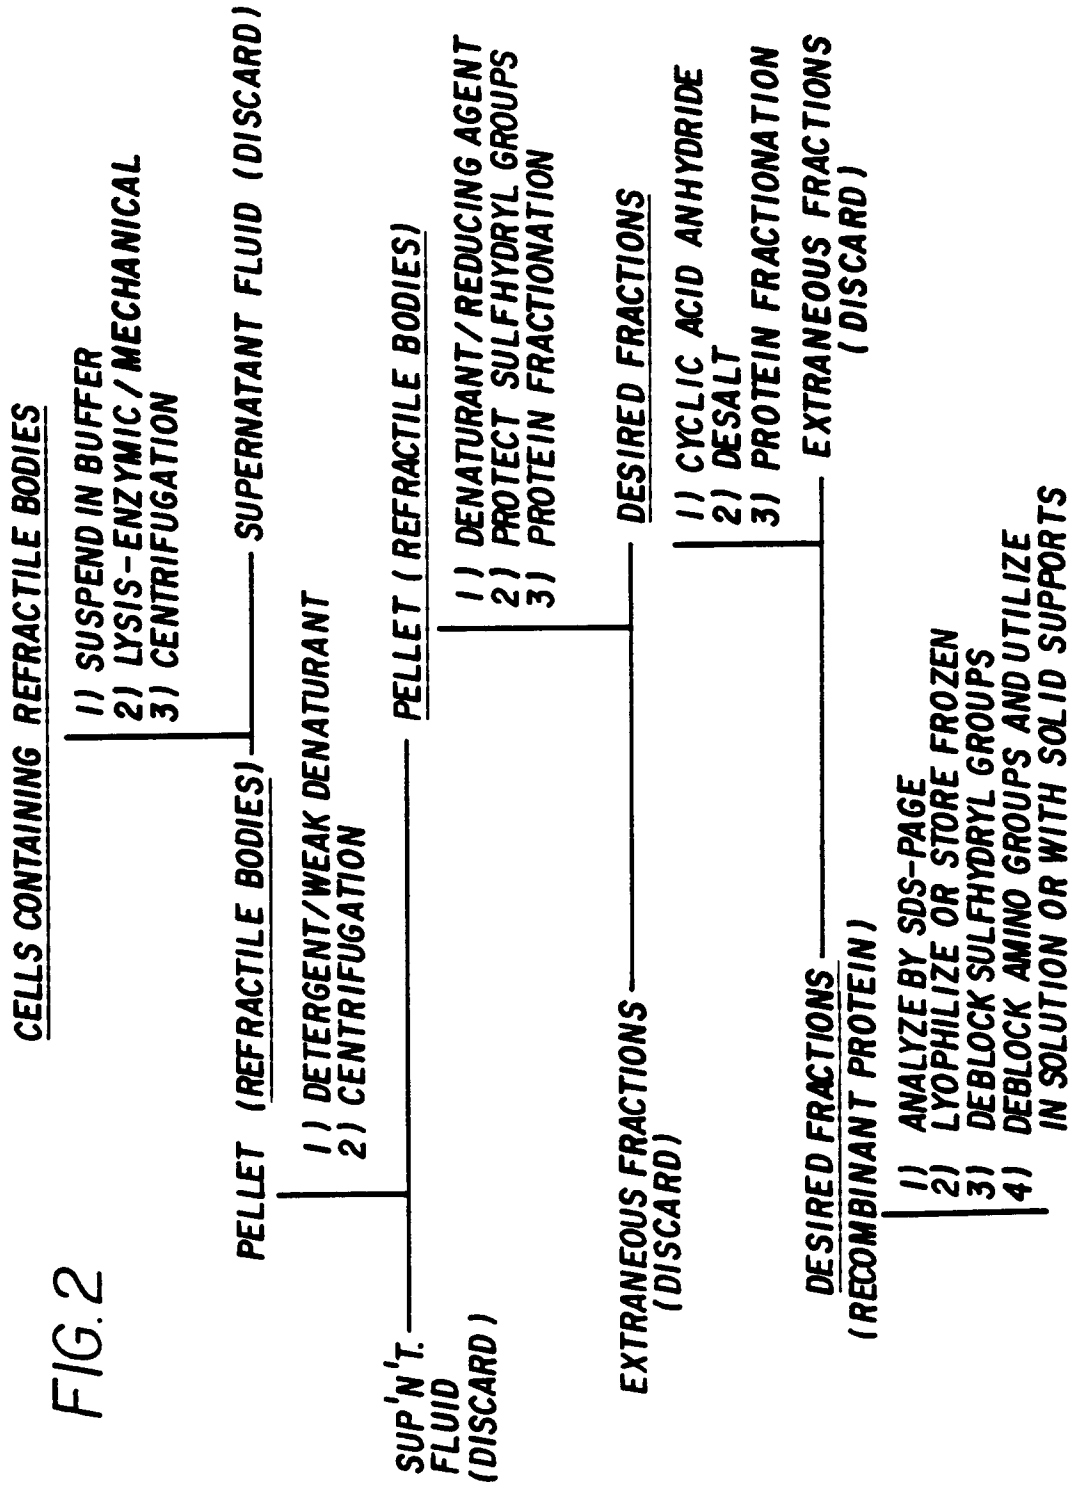 FIG. 2
CELLS CONTAINING REFRACTILE BODIES
1) SUSPEND IN BUFFER
2) LYSIS-ENZYMIC / MECHANICAL
3) CENTRIFUGATION
PELLET (REFRACTILE BODIES)
SUPERNATANT FLUID (DISCARD)
1) DETERGENT/WEAK DENATURANT
2) CENTRIFUGATION
SUP'N'T.
FLUID
(DISCARD)
PELLET (REFRACTILE BODIES)
1) DENATURANT/REDUCING AGENT
2) PROTECT SULFHYDRYL GROUPS
3) PROTEIN FRACTIONATION
EXTRANEOUS FRACTIONS
(DISCARD)
DESIRED FRACTIONS
1) CYCLIC ACID ANHYDRIDE
2) DESALT
3) PROTEIN FRACTIONATION
DESIRED FRACTIONS
(RECOMBINANT PROTEIN)
EXTRANEOUS FRACTIONS
(DISCARD)
1) ANALYZE BY SDS-PAGE
2) LYOPHILIZE OR STORE FROZEN
3) DEBLOCK SULFHYDRYL GROUPS
4) DEBLOCK AMINO GROUPS AND UTILIZE
IN SOLUTION OR WITH SOLID SUPPORTS